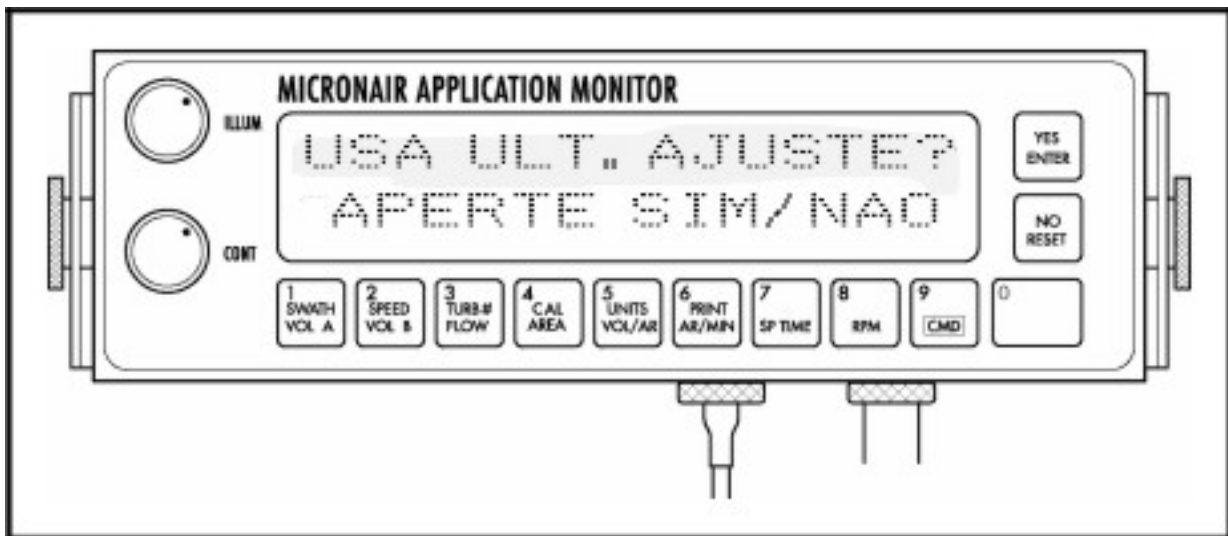 MICRONAIR APPLICATION MONITOR
ILLUM
USA ULT. AJUSTE?
APERTE SIM/NAO
CONT
YES
ENTER
NO
RESET
1
SWATH
VOL A
2
SPEED
VOL B
3
TURB-#
FLOW
4
CAL
AREA
5
UNITS
VOL/AR
6
PRINT
AR/MIN
7
SP TIME
8
RPM
9
CMD
0